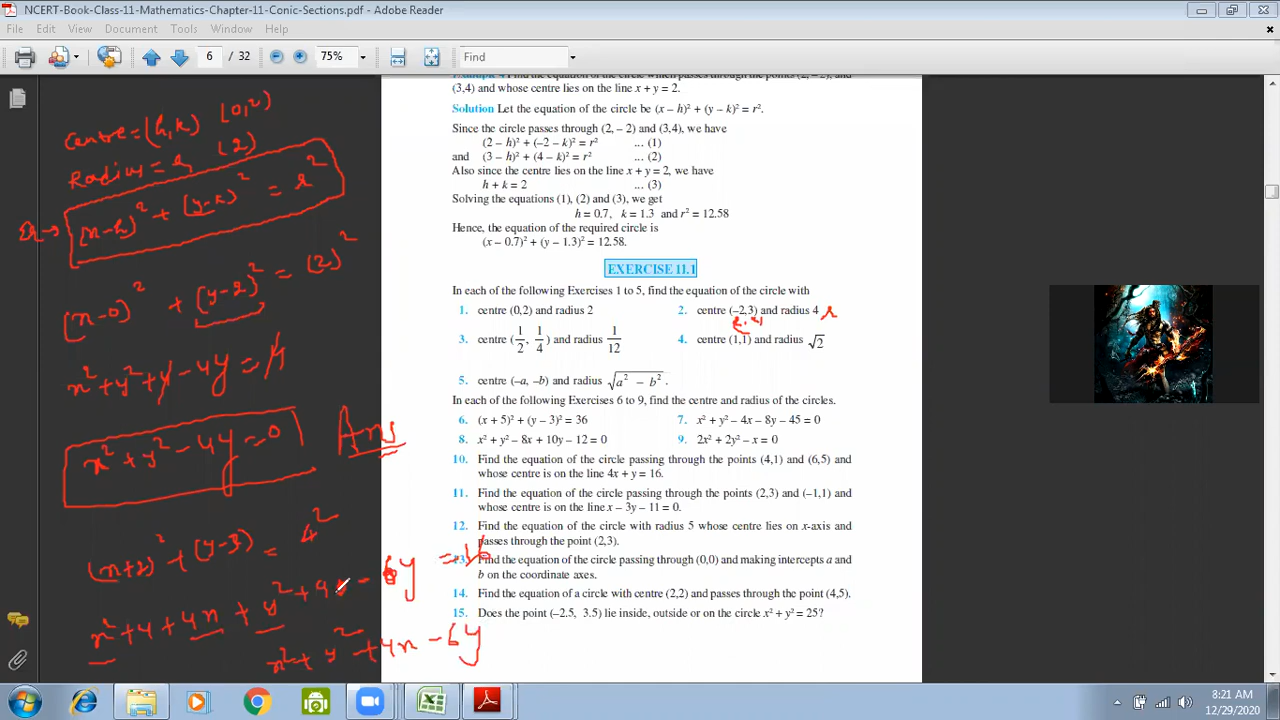 NCERT-Book-Class-11-Mathematics-Chapter-11-Conic-Sections.pdf - Adobe Reader
File Edit View Document Tools Window Help
6 / 32 75% Find
(3,4) and whose centre lies on the line x + y = 2.
Solution Let the equation of the circle be (x – h)² + (y – k)² = r².
Since the circle passes through (2, – 2) and (3,4), we have
(2 – h)² + (–2 – k)² = r² ... (1)
and (3 – h)² + (4 – k)² = r² ... (2)
Also since the centre lies on the line x + y = 2, we have
h + k = 2 ... (3)
Solving the equations (1), (2) and (3), we get
h = 0.7, k = 1.3 and r² = 12.58
Hence, the equation of the required circle is
(x – 0.7)² + (y – 1.3)² = 12.58.
EXERCISE 11.1
In each of the following Exercises 1 to 5, find the equation of the circle with
1. centre (0,2) and radius 2 2. centre (–2,3) and radius 4 r
(h, k)
3. centre (1/2, 1/4) and radius 1/12 4. centre (1,1) and radius √2
5. centre (–a, –b) and radius √(a² – b²).
In each of the following Exercises 6 to 9, find the centre and radius of the circles.
6. (x + 5)² + (y – 3)² = 36 7. x² + y² – 4x – 8y – 45 = 0
8. x² + y² – 8x + 10y – 12 = 0 9. 2x² + 2y² – x = 0
10. Find the equation of the circle passing through the points (4,1) and (6,5) and
whose centre is on the line 4x + y = 16.
11. Find the equation of the circle passing through the points (2,3) and (–1,1) and
whose centre is on the line x – 3y – 11 = 0.
12. Find the equation of the circle with radius 5 whose centre lies on x-axis and
passes through the point (2,3).
13. Find the equation of the circle passing through (0,0) and making intercepts a and
b on the coordinate axes.
14. Find the equation of a circle with centre (2,2) and passes through the point (4,5).
15. Does the point (–2.5, 3.5) lie inside, outside or on the circle x² + y² = 25?
Centre = (h, k) (0, 2)
Radius = r (2)
(x-h)² + (y-k)² = r²
(x-0)² + (y-2)² = (2)²
x² + y² + 4 - 4y = 4
x² + y² - 4y = 0 Ans
(x+2)² + (y-3) = 4²
x² + 4 + 4x + y² + 9 - 6y = 16
x² + y² + 4x - 6y
8:21 AM
12/29/2020